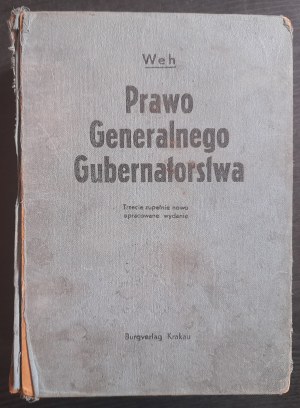 Weh
Prawo
Generalnego
Gubernatorstwa
Trzecie zupełnie nowo
opracowane wydanie
Burgverlag Krakau